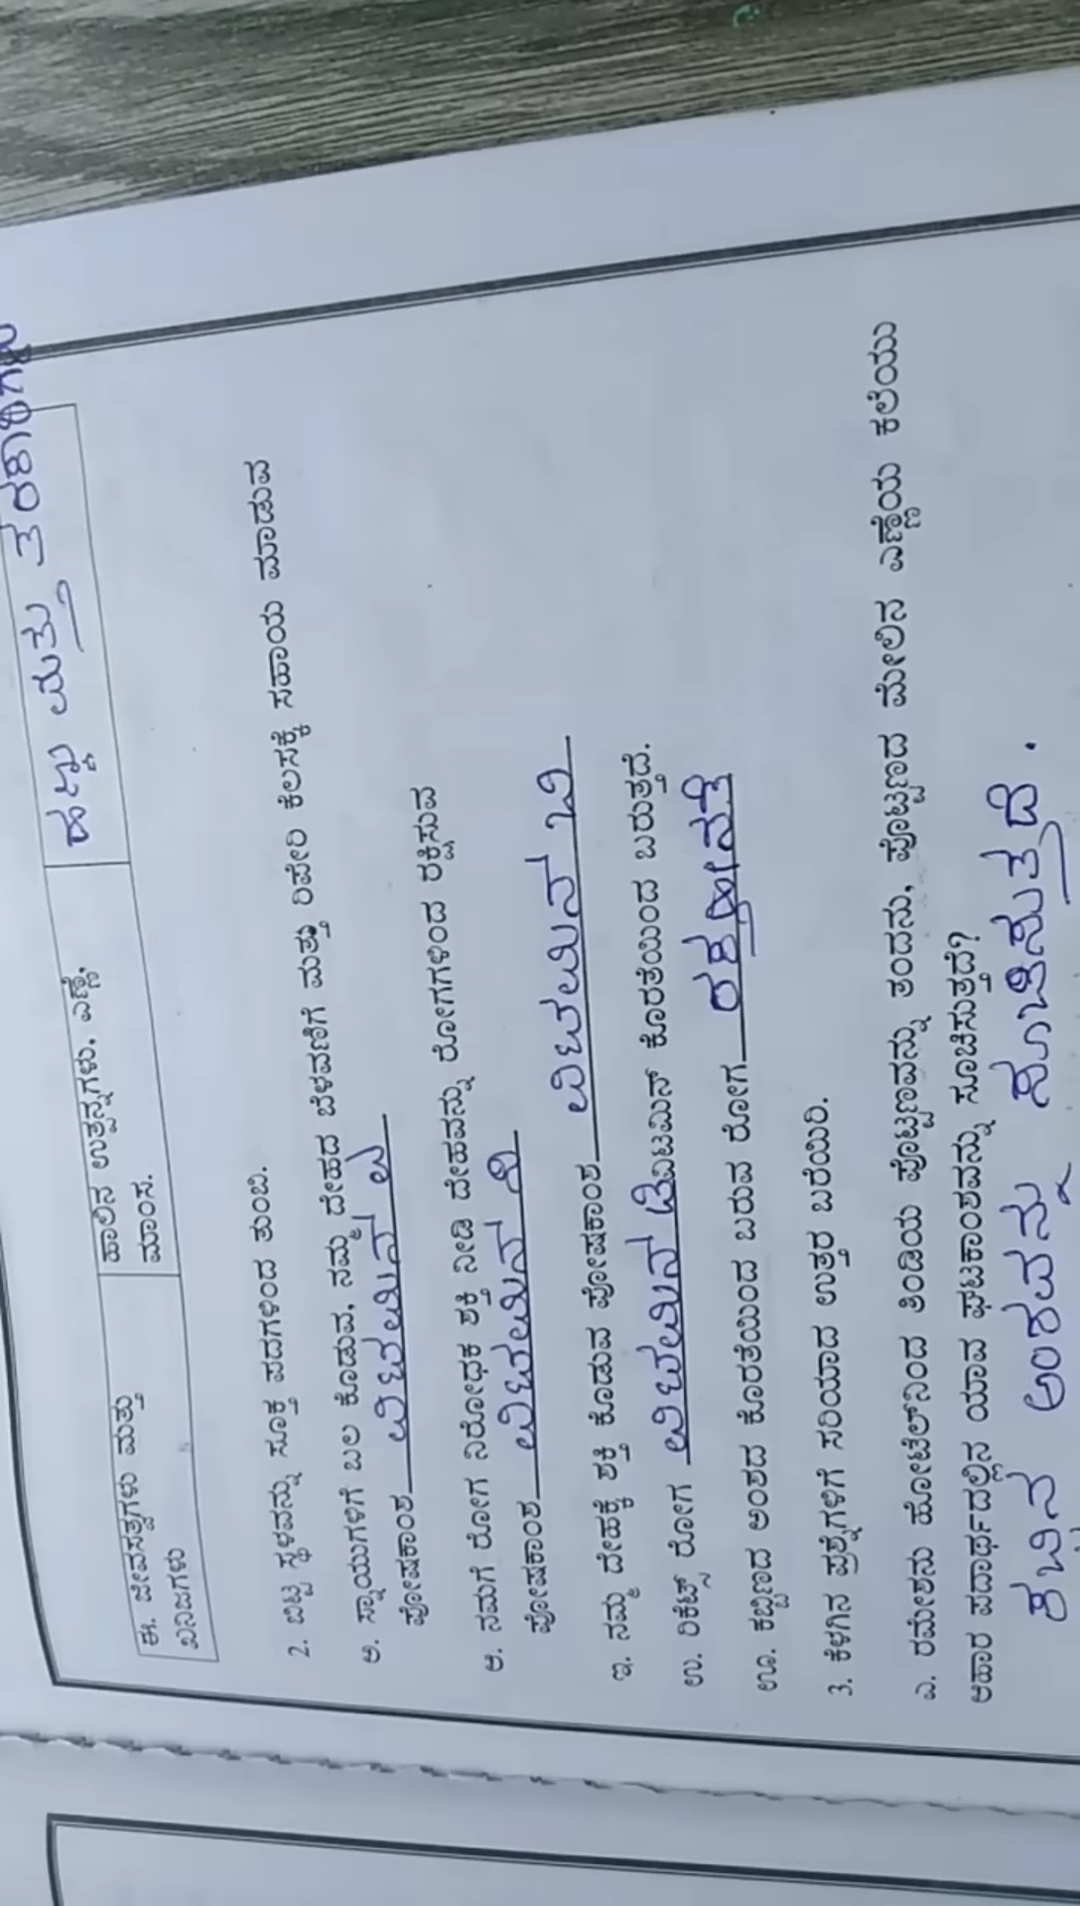 ಹಣ್ಣು ಮತ್ತು ತರಕಾರಿಗಳು
ಈ. ಜೀವಸತ್ವಗಳು ಮತ್ತು
ಖನಿಜಗಳು
ಹಾಲಿನ ಉತ್ಪನ್ನಗಳು, ಎಣ್ಣೆ,
ಮಾಂಸ.
2. ಬಿಟ್ಟ ಸ್ಥಳವನ್ನು ಸೂಕ್ತ ಪದಗಳಿಂದ ತುಂಬಿ.
ಅ. ಸ್ನಾಯುಗಳಿಗೆ ಬಲ ಕೊಡುವ, ನಮ್ಮ ದೇಹದ ಬೆಳವಣಿಗೆ ಮತ್ತು ರಿಪೇರಿ ಕೆಲಸಕ್ಕೆ ಸಹಾಯ ಮಾಡುವ
ಪೋಷಕಾಂಶ ವಿಟಮಿನ ಎ
ಆ. ನಮಗೆ ರೋಗ ನಿರೋಧಕ ಶಕ್ತಿ ನೀಡಿ ದೇಹವನ್ನು ರೋಗಗಳಿಂದ ರಕ್ಷಿಸುವ
ಪೋಷಕಾಂಶ ವಿಟಮಿನ ಸಿ
ಇ. ನಮ್ಮ ದೇಹಕ್ಕೆ ಶಕ್ತಿ ಕೊಡುವ ಪೋಷಕಾಂಶ ವಿಟಮಿನ ಬಿ
ಉ. ರಿಕೆಟ್ಸ್ ರೋಗ ವಿಟಮಿನ ಡಿ ವಿಟಮಿನ್ ಕೊರತೆಯಿಂದ ಬರುತ್ತದೆ.
ಊ. ಕಬ್ಬಿಣದ ಅಂಶದ ಕೊರತೆಯಿಂದ ಬರುವ ರೋಗ ರಕ್ತಹೀನತೆ
3. ಕೆಳಗಿನ ಪ್ರಶ್ನೆಗಳಿಗೆ ಸರಿಯಾದ ಉತ್ತರ ಬರೆಯಿರಿ.
ಎ. ರಮೇಶನು ಹೋಟೆಲ್‌ನಿಂದ ತಿಂಡಿಯ ಪೊಟ್ಟಣವನ್ನು ತಂದನು, ಪೊಟ್ಟಣದ ಮೇಲಿನ ಎಣ್ಣೆಯ ಕಲೆಯು
ಆಹಾರ ಪದಾರ್ಥದಲ್ಲಿನ ಯಾವ ಘಟಕಾಂಶವನ್ನು ಸೂಚಿಸುತ್ತದೆ?
ಅಂಶವನ್ನು ಸೂಚಿಸುತ್ತದೆ.